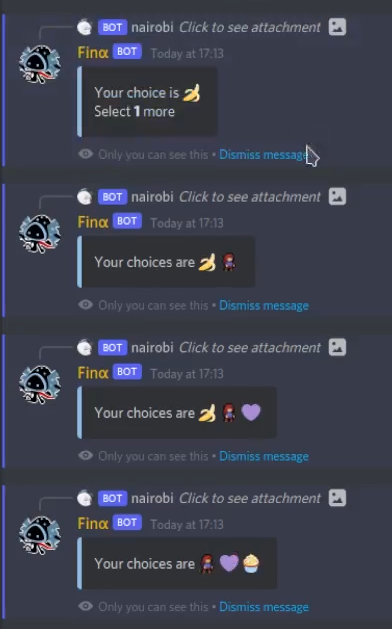 BOT nairobi Click to see attachment
Finα BOT Today at 17:13
Your choice is 🍌
Select 1 more
Only you can see this • Dismiss message
BOT nairobi Click to see attachment
Finα BOT Today at 17:13
Your choices are 🍌
Only you can see this • Dismiss message
BOT nairobi Click to see attachment
Finα BOT Today at 17:13
Your choices are 🍌 💜
Only you can see this • Dismiss message
BOT nairobi Click to see attachment
Finα BOT Today at 17:13
Your choices are 💜 🧁
Only you can see this • Dismiss message